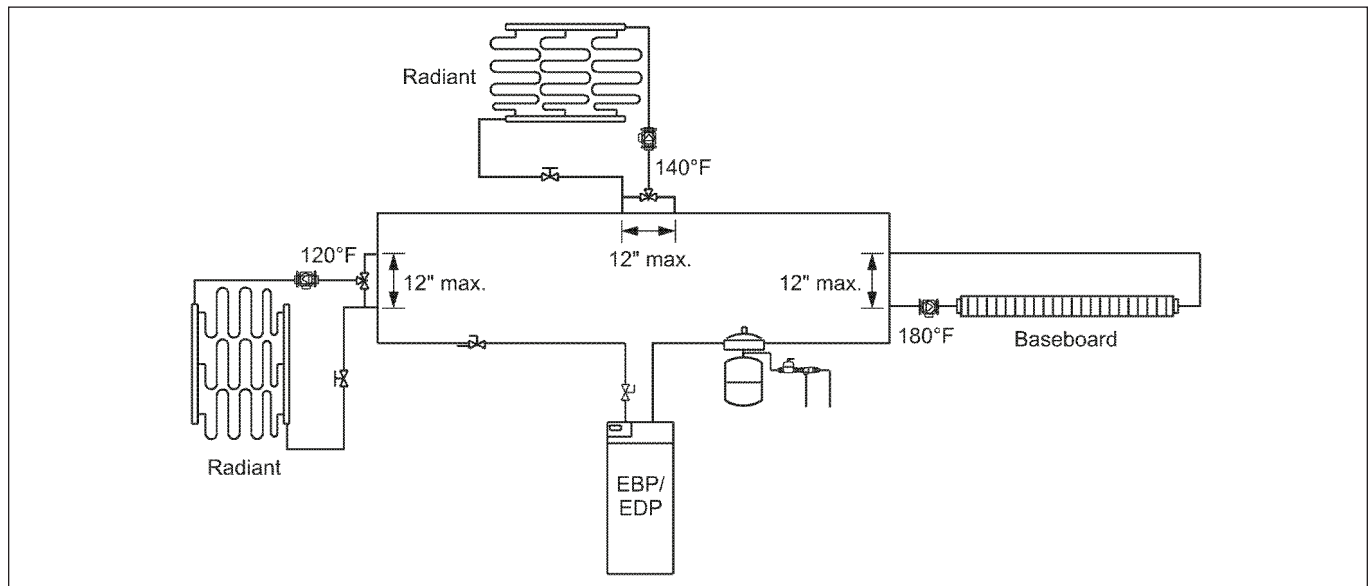 Radiant
140°F
120°F
12" max.
12" max.
12" max.
180°F
Baseboard
Radiant
EBP/
EDP